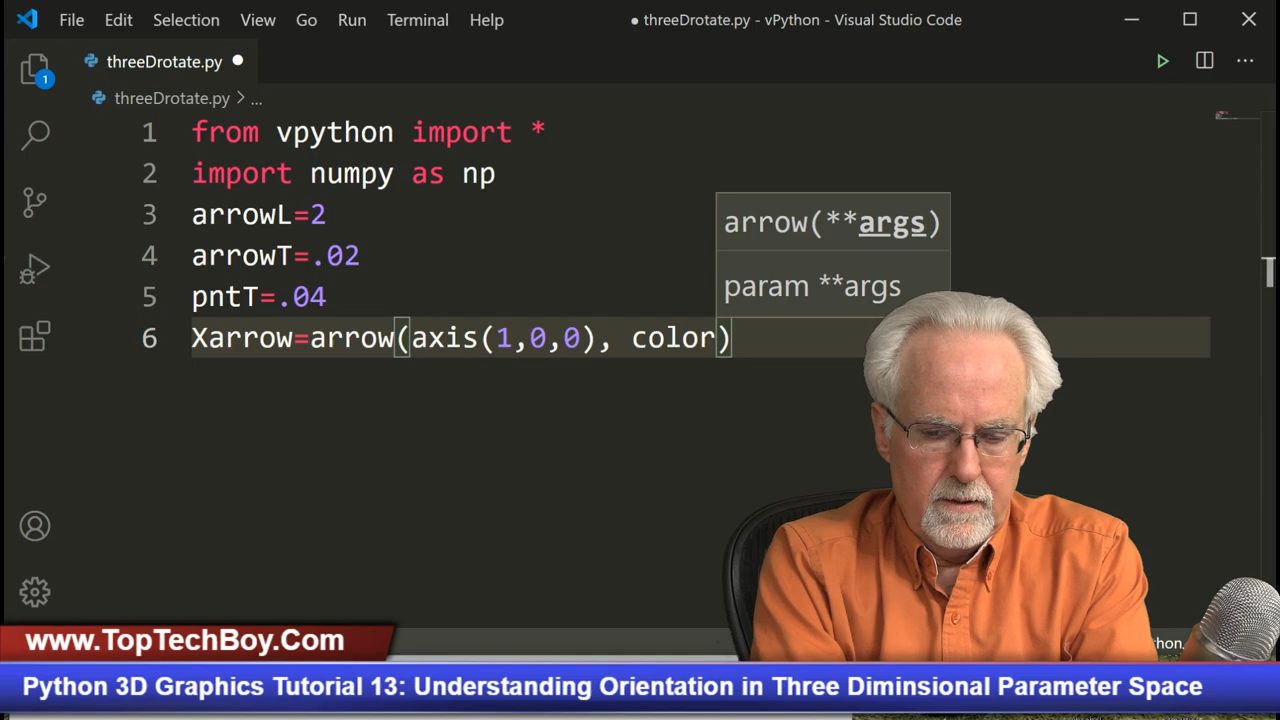 File Edit Selection View Go Run Terminal Help
● threeDrotate.py - vPython - Visual Studio Code
threeDrotate.py ●
1
threeDrotate.py > ...
1 from vpython import *
2 import numpy as np
3 arrowL=2
4 arrowT=.02
5 pntT=.04
6 Xarrow=arrow(axis(1,0,0), color)
arrow(**args)
param **args
www.TopTechBoy.Com
Python 3D Graphics Tutorial 13: Understanding Orientation in Three Diminsional Parameter Space